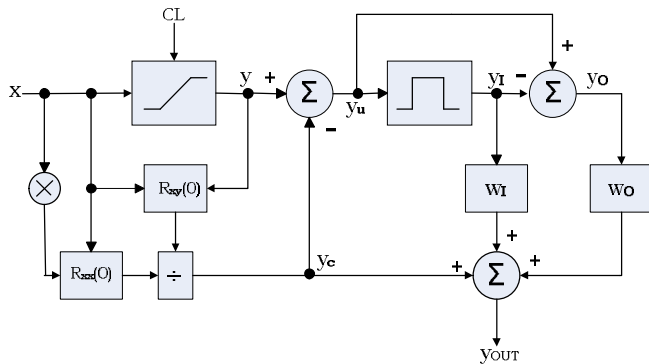 CL
x
y
+
Σ
-
yu
yI
-
+
Σ
yO
×
Rxy(0)
wI
wO
Rxx(0)
÷
yc
+
+
+
Σ
yOUT